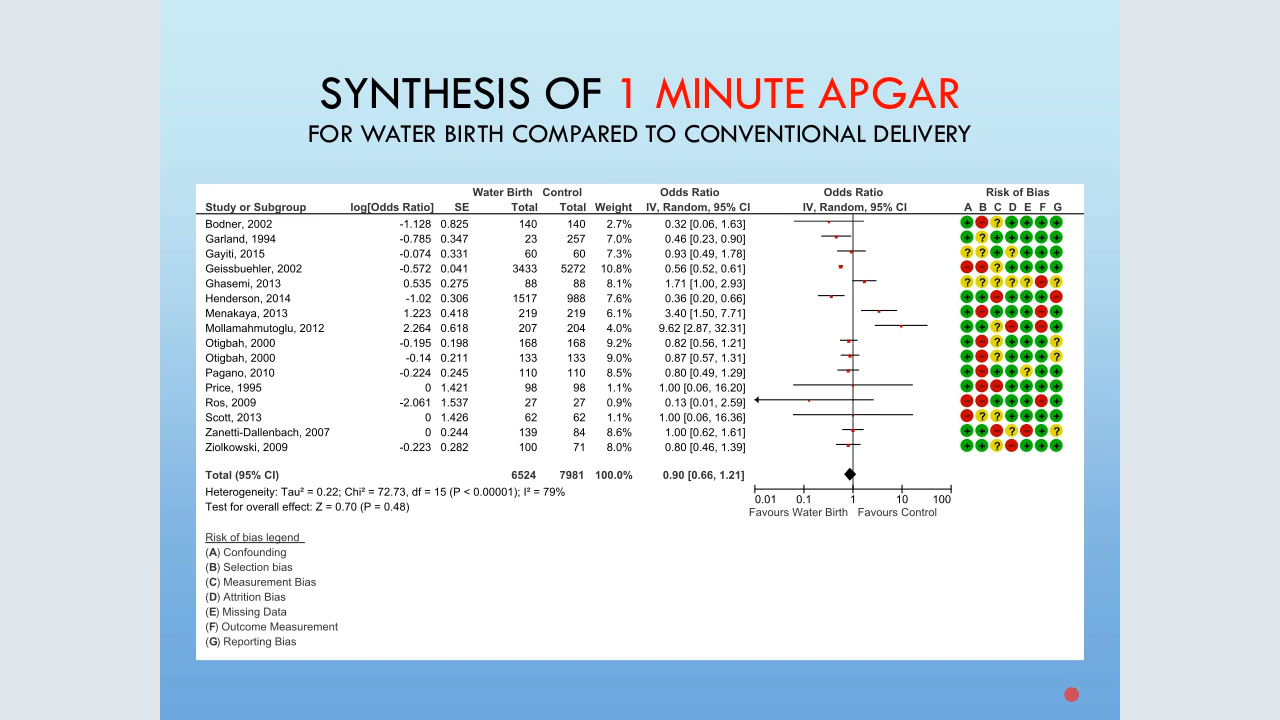 SYNTHESIS OF 1 MINUTE APGAR
FOR WATER BIRTH COMPARED TO CONVENTIONAL DELIVERY
Water Birth Control Odds Ratio Odds Ratio Risk of Bias
Study or Subgroup log[Odds Ratio] SE Total Total Weight IV, Random, 95% CI IV, Random, 95% CI A B C D E F G
Bodner, 2002 -1.128 0.825 140 140 2.7% 0.32 [0.06, 1.63] + - ? + + + +
Garland, 1994 -0.785 0.347 23 257 7.0% 0.46 [0.23, 0.90] + ? + + + + +
Gayiti, 2015 -0.074 0.331 60 60 7.3% 0.93 [0.49, 1.78] ? ? + ? + + +
Geissbuehler, 2002 -0.572 0.041 3433 5272 10.8% 0.56 [0.52, 0.61] - - + + + + +
Ghasemi, 2013 0.535 0.275 88 88 8.1% 1.71 [1.00, 2.93] ? ? ? ? ? - ?
Henderson, 2014 -1.02 0.306 1517 988 7.6% 0.36 [0.20, 0.66] + + - + + + -
Menakaya, 2013 1.223 0.418 219 219 6.1% 3.40 [1.50, 7.71] + - + + + - +
Mollamahmutoglu, 2012 2.264 0.618 207 204 4.0% 9.62 [2.87, 32.31] + + ? - + - +
Otigbah, 2000 -0.195 0.198 168 168 9.2% 0.82 [0.56, 1.21] + - ? + + + ?
Otigbah, 2000 -0.14 0.211 133 133 9.0% 0.87 [0.57, 1.31] + - ? + + + ?
Pagano, 2010 -0.224 0.245 110 110 8.5% 0.80 [0.49, 1.29] + - + + ? + +
Price, 1995 0 1.421 98 98 1.1% 1.00 [0.06, 16.20] + - - + + + +
Ros, 2009 -2.061 1.537 27 27 0.9% 0.13 [0.01, 2.59] - - + + + - +
Scott, 2013 0 1.426 62 62 1.1% 1.00 [0.06, 16.36] - ? ? + + + +
Zanetti-Dallenbach, 2007 0 0.244 139 84 8.6% 1.00 [0.62, 1.61] + + - ? - + ?
Ziolkowski, 2009 -0.223 0.282 100 71 8.0% 0.80 [0.46, 1.39] + + ? - + + +
Total (95% CI) 6524 7981 100.0% 0.90 [0.66, 1.21]
Heterogeneity: Tau² = 0.22; Chi² = 72.73, df = 15 (P < 0.00001); I² = 79%
Test for overall effect: Z = 0.70 (P = 0.48)
0.01 0.1 1 10 100
Favours Water Birth Favours Control
Risk of bias legend
(A) Confounding
(B) Selection bias
(C) Measurement Bias
(D) Attrition Bias
(E) Missing Data
(F) Outcome Measurement
(G) Reporting Bias